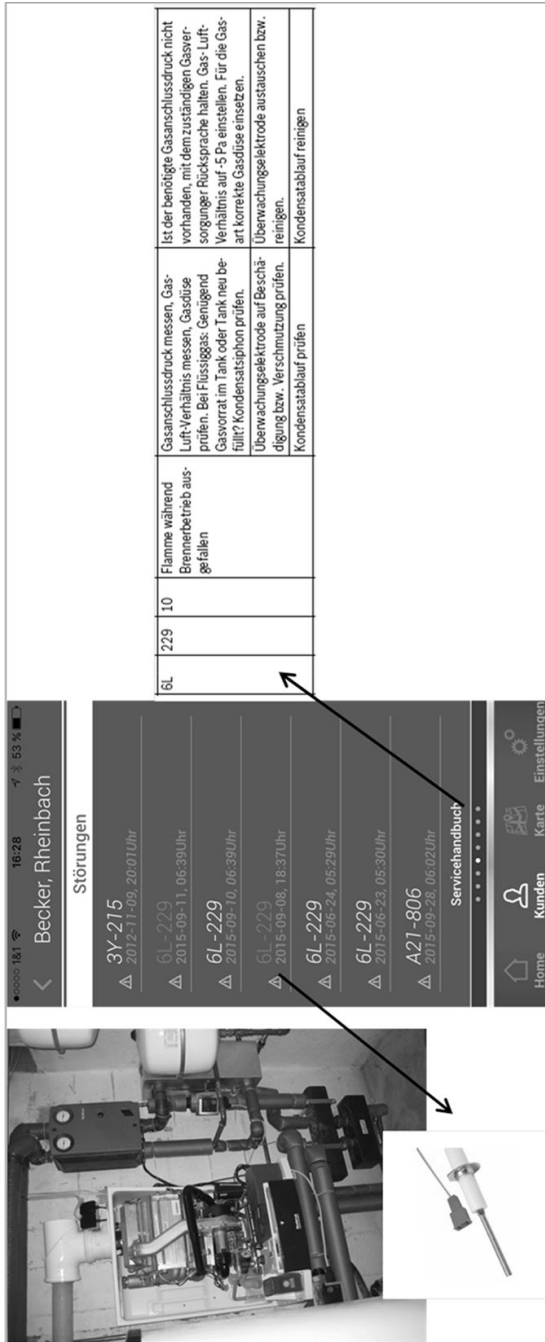 1&1 16:28 53 %
Becker, Rheinbach
Störungen
3Y-215
2012-11-09, 20:01Uhr
6L-229
2015-09-11, 06:39Uhr
6L-229
2015-09-10, 06:39Uhr
6L-229
2015-09-08, 18:37Uhr
6L-229
2015-06-24, 05:29Uhr
6L-229
2015-06-23, 05:30Uhr
A21-806
2015-09-28, 06:02Uhr
Servicehandbuch
Home Kunden Karte Einstellungen
6L 229 10
Flamme während
Brennerbetrieb aus-
gefallen
Gasanschlussdruck messen, Gas-
Luft-Verhältnis messen, Gasdüse
prüfen. Bei Flüssiggas: Genügend
Gasvorrat im Tank oder Tank neu be-
füllt? Kondensatsiphon prüfen.
Ist der benötigte Gasanschlussdruck nicht
vorhanden, mit dem zuständigen Gasver-
sorgunger Rücksprache halten. Gas-Luft-
Verhältnis auf -5 Pa einstellen. Für die Gas-
art korrekte Gasdüse einsetzen.
Überwachungselektrode auf Beschä-
digung bzw. Verschmutzung prüfen.
Überwachungselektrode austauschen bzw.
reinigen.
Kondensatablauf prüfen
Kondensatablauf reinigen